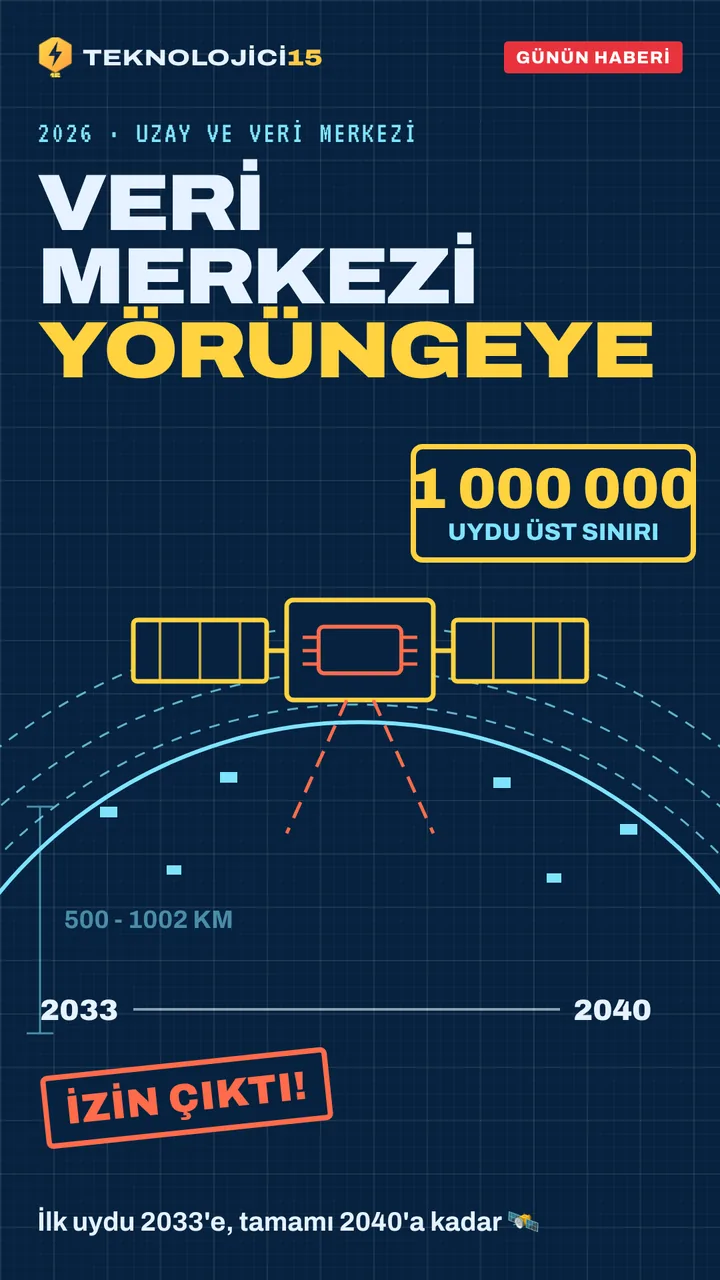 TEKNOLOJİCİ15
GÜNÜN HABERİ
2026 · UZAY VE VERİ MERKEZİ
VERİ
MERKEZİ
YÖRÜNGEYE
1 000 000
UYDU ÜST SINIRI
500 - 1002 KM
2033
2040
İZİN ÇIKTI!
İlk uydu 2033'e, tamamı 2040'a kadar 🛰️